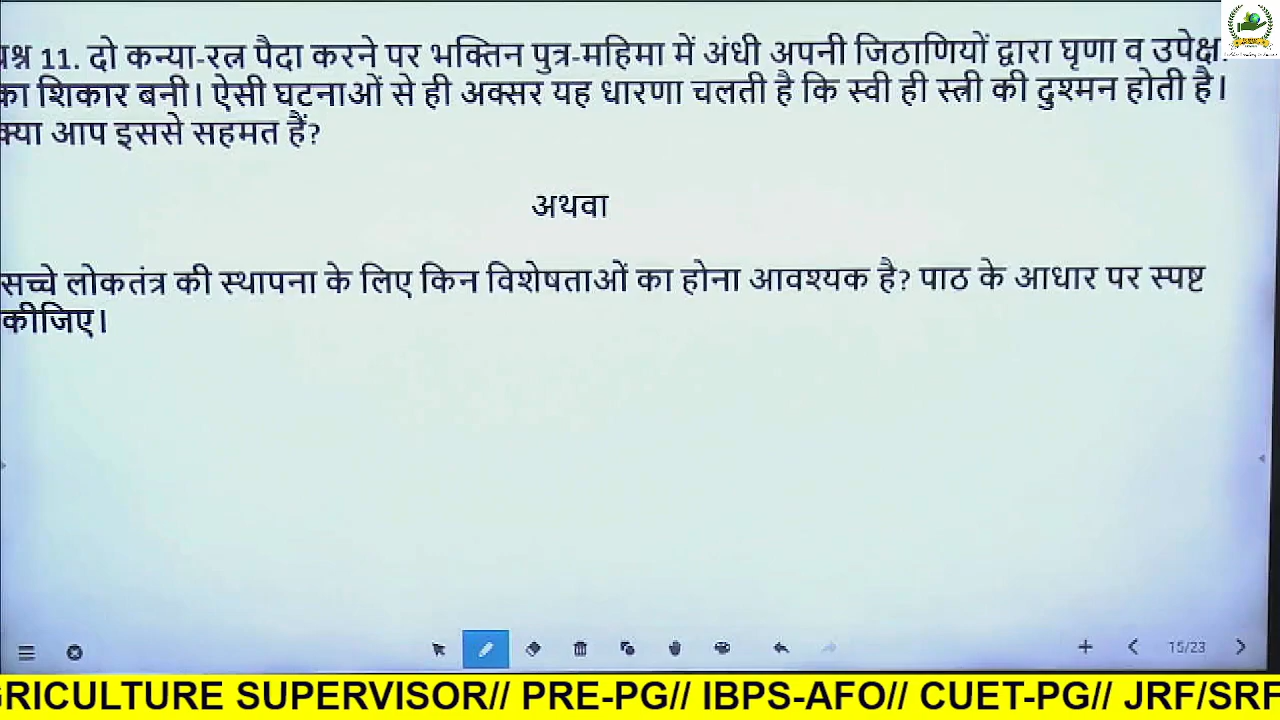 प्रश्न 11. दो कन्या-रत्न पैदा करने पर भक्तिन पुत्र-महिमा में अंधी अपनी जिठाणियों द्वारा घृणा व उपेक्षा
का शिकार बनी। ऐसी घटनाओं से ही अक्सर यह धारणा चलती है कि स्वी ही स्त्री की दुश्मन होती है।
क्या आप इससे सहमत हैं?
अथवा
सच्चे लोकतंत्र की स्थापना के लिए किन विशेषताओं का होना आवश्यक है? पाठ के आधार पर स्पष्ट
कीजिए।
15/23
GRICULTURE SUPERVISOR// PRE-PG// IBPS-AFO// CUET-PG// JRF/SRF